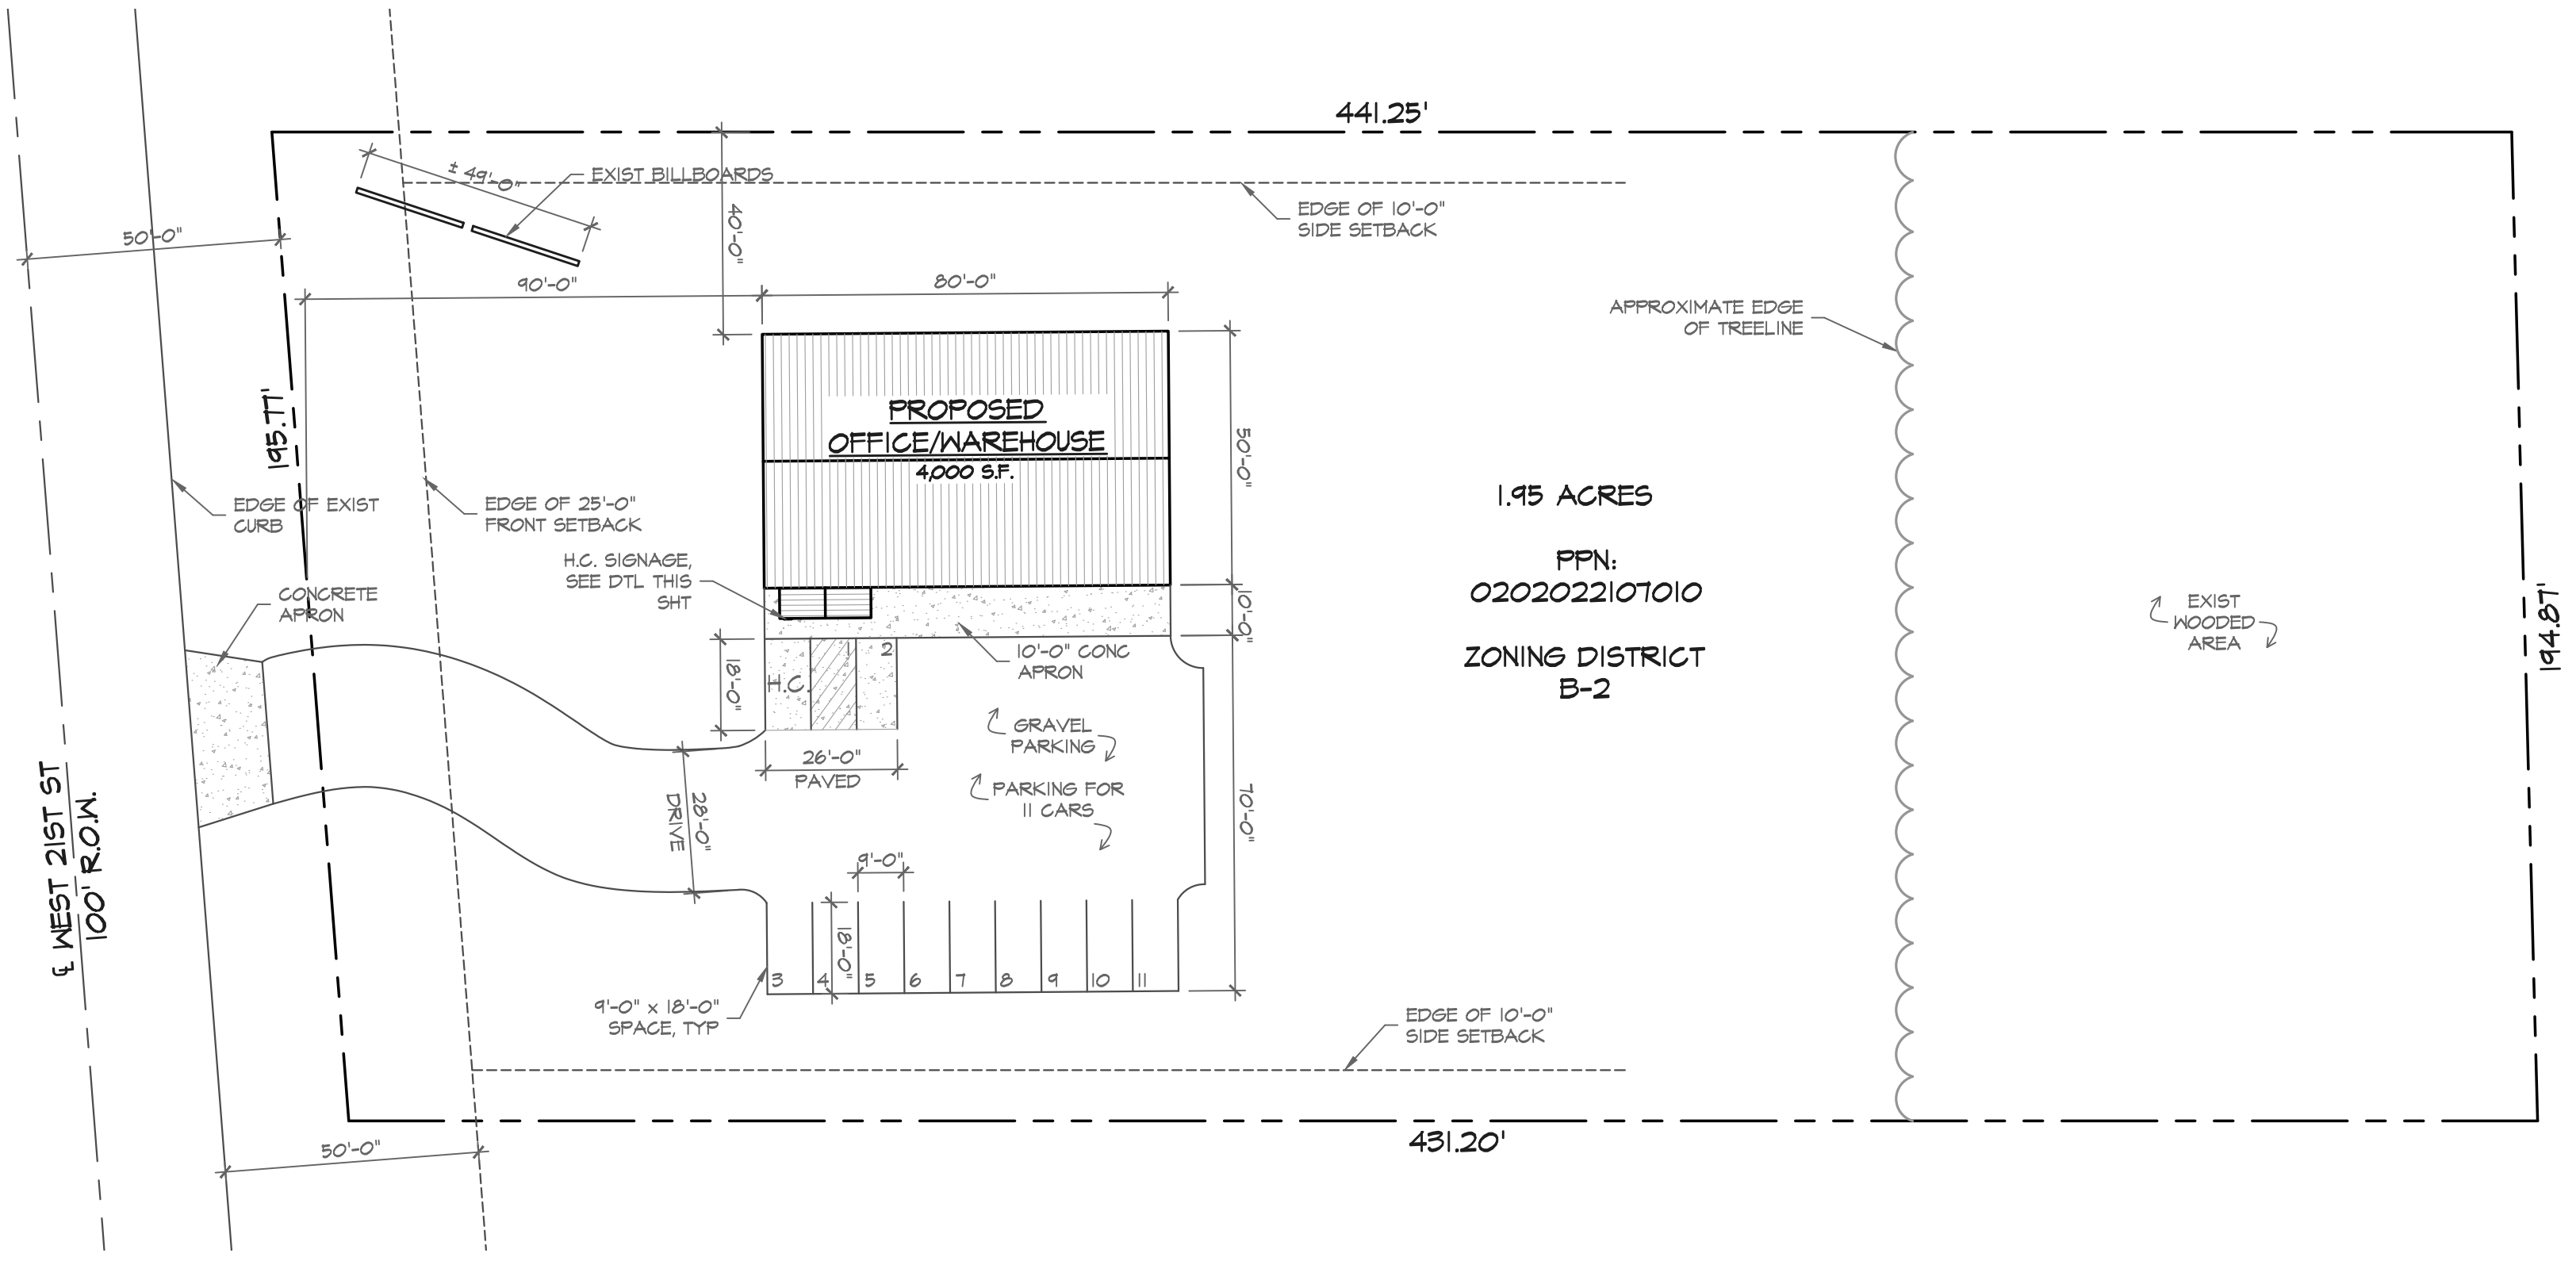 441.25'
± 49'-0"
EXIST BILLBOARDS
40'-0"
EDGE OF 10'-0"
SIDE SETBACK
50'-0"
90'-0"
80'-0"
APPROXIMATE EDGE
OF TREELINE
195.77'
PROPOSED
OFFICE/WAREHOUSE
4,000 S.F.
50'-0"
EDGE OF EXIST
CURB
EDGE OF 25'-0"
FRONT SETBACK
1.95 ACRES
PPN:
0202022107010
ZONING DISTRICT
B-2
H.C. SIGNAGE,
SEE DTL THIS
SHT
CONCRETE
APRON
10'-0"
EXIST
WOODED
AREA
194.87'
18'-0"
H.C.
1
2
10'-0" CONC
APRON
GRAVEL
PARKING
26'-0"
PAVED
PARKING FOR
11 CARS
28'-0"
DRIVE
70'-0"
℄ WEST 21ST ST
100' R.O.W.
9'-0"
18'-0"
3
4
5
6
7
8
9
10
11
9'-0" x 18'-0"
SPACE, TYP
EDGE OF 10'-0"
SIDE SETBACK
431.20'
50'-0"